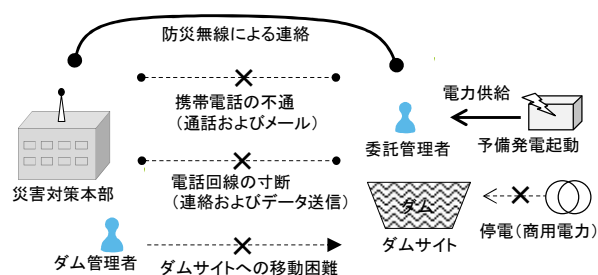 防災無線による連絡
携帯電話の不通
（通話およびメール）
電力供給
委託管理者
予備発電起動
災害対策本部
電話回線の寸断
（連絡およびデータ送信）
ダム
ダムサイト
停電（商用電力）
ダム管理者
ダムサイトへの移動困難